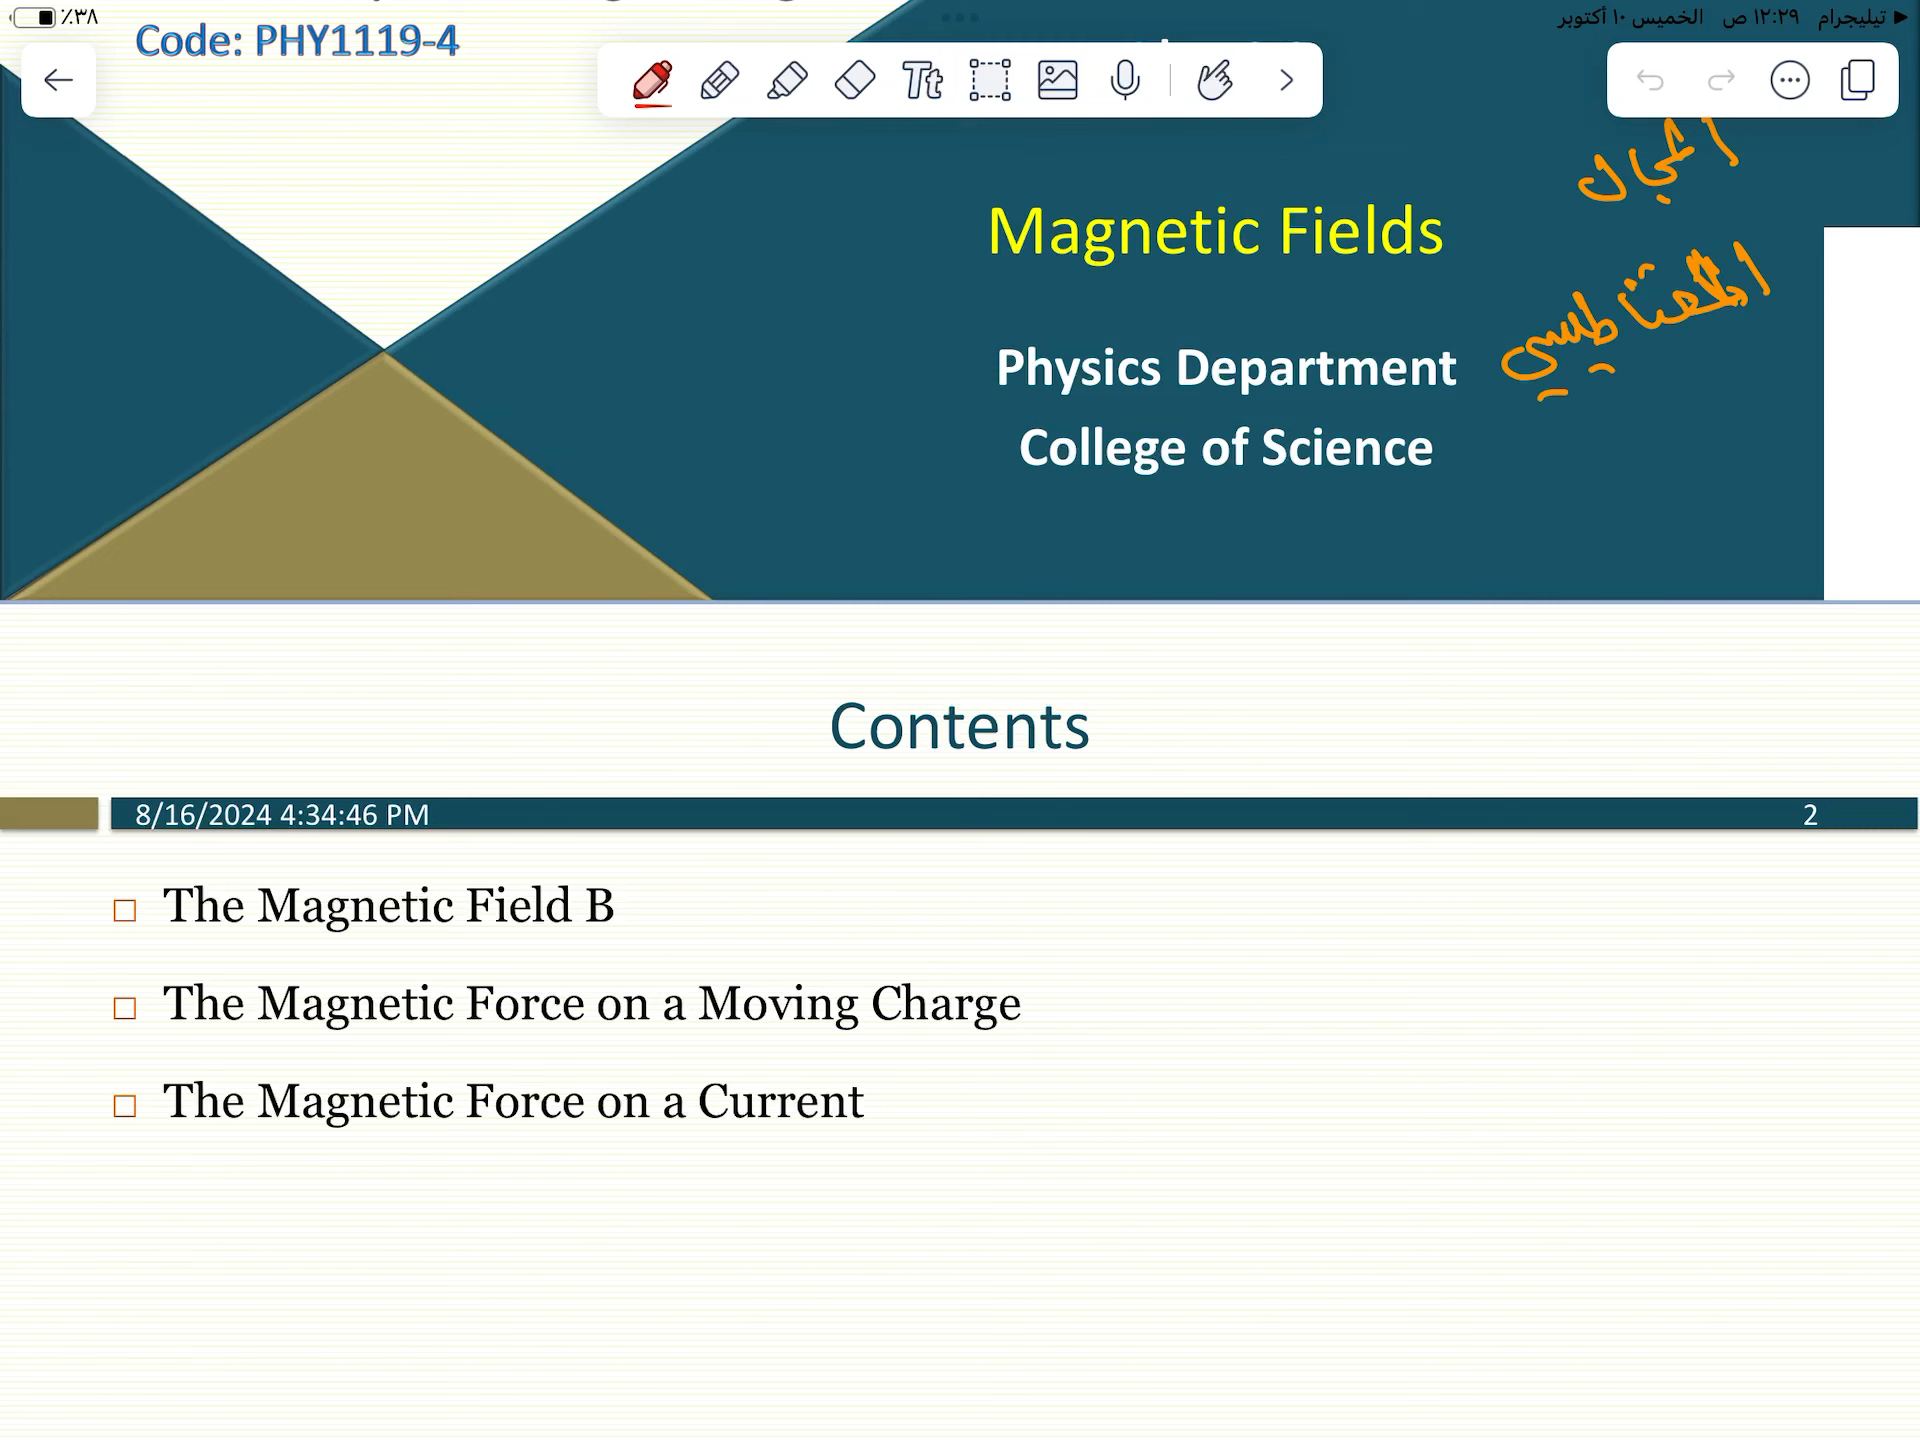 ٪٣٨
الخميس ١٠ أكتوبر ١٢:٢٩ ص تيليجرام
Code: PHY1119-4
Tt
المجال
Magnetic Fields
المغناطيسي
Physics Department
College of Science
Contents
8/16/2024 4:34:46 PM
2
The Magnetic Field B
The Magnetic Force on a Moving Charge
The Magnetic Force on a Current